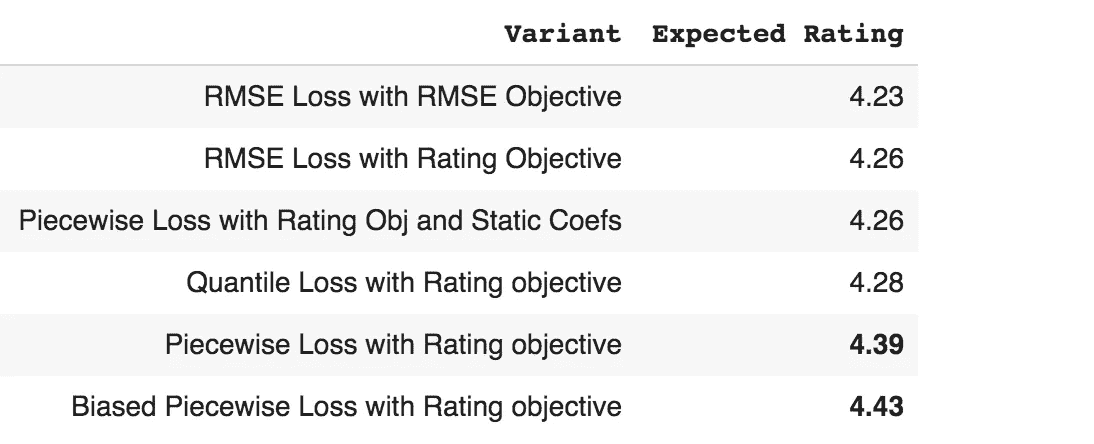 Variant Expected Rating
RMSE Loss with RMSE Objective 4.23
RMSE Loss with Rating Objective 4.26
Piecewise Loss with Rating Obj and Static Coefs 4.26
Quantile Loss with Rating objective 4.28
Piecewise Loss with Rating objective 4.39
Biased Piecewise Loss with Rating objective 4.43